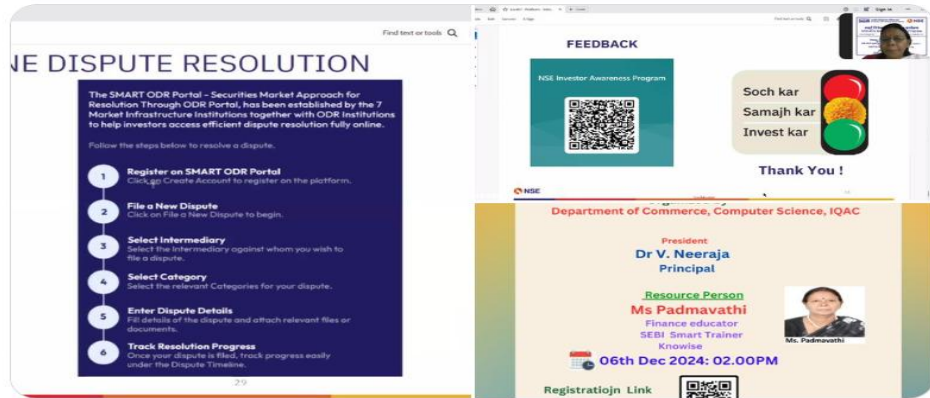 Find text or tools
NE DISPUTE RESOLUTION
The SMART ODR Portal - Securities Market Approach for
Resolution Through ODR Portal, has been established by the 7
Market Infrastructure Institutions together with ODR Institutions
to help investors access efficient dispute resolution fully online.
Follow the steps below to resolve a dispute.
1
Register on SMART ODR Portal
Click on Create Account to register on the platform.
2
File a New Dispute
Click on File a New Dispute to begin.
3
Select Intermediary
Select the Intermediary against whom you wish to
file a dispute.
4
Select Category
Select the relevant Categories for your dispute.
5
Enter Dispute Details
Fill details of the dispute and attach relevant files or
documents.
6
Track Resolution Progress
Once your dispute is filed, track progress easily
under the Dispute Timeline.
29
Sign in
Find text or tools
FEEDBACK
NSE Investor Awareness Program
Soch kar
Samajh kar
Invest kar
Thank You !
NSE
Department of Commerce, Computer Science, IQAC
President
Dr V. Neeraja
Principal
Resource Person
Ms Padmavathi
Finance educator
SEBI Smart Trainer
Knowise
Ms. Padmavathi
06th Dec 2024: 02.00PM
Registratiojn Link